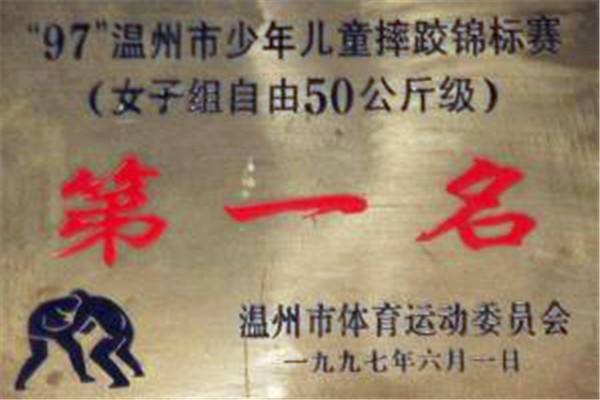 “97”温州市少年儿童摔跤锦标赛
（女子组自由50公斤级）
第一名
温州市体育运动委员会
一九九七年六月一日